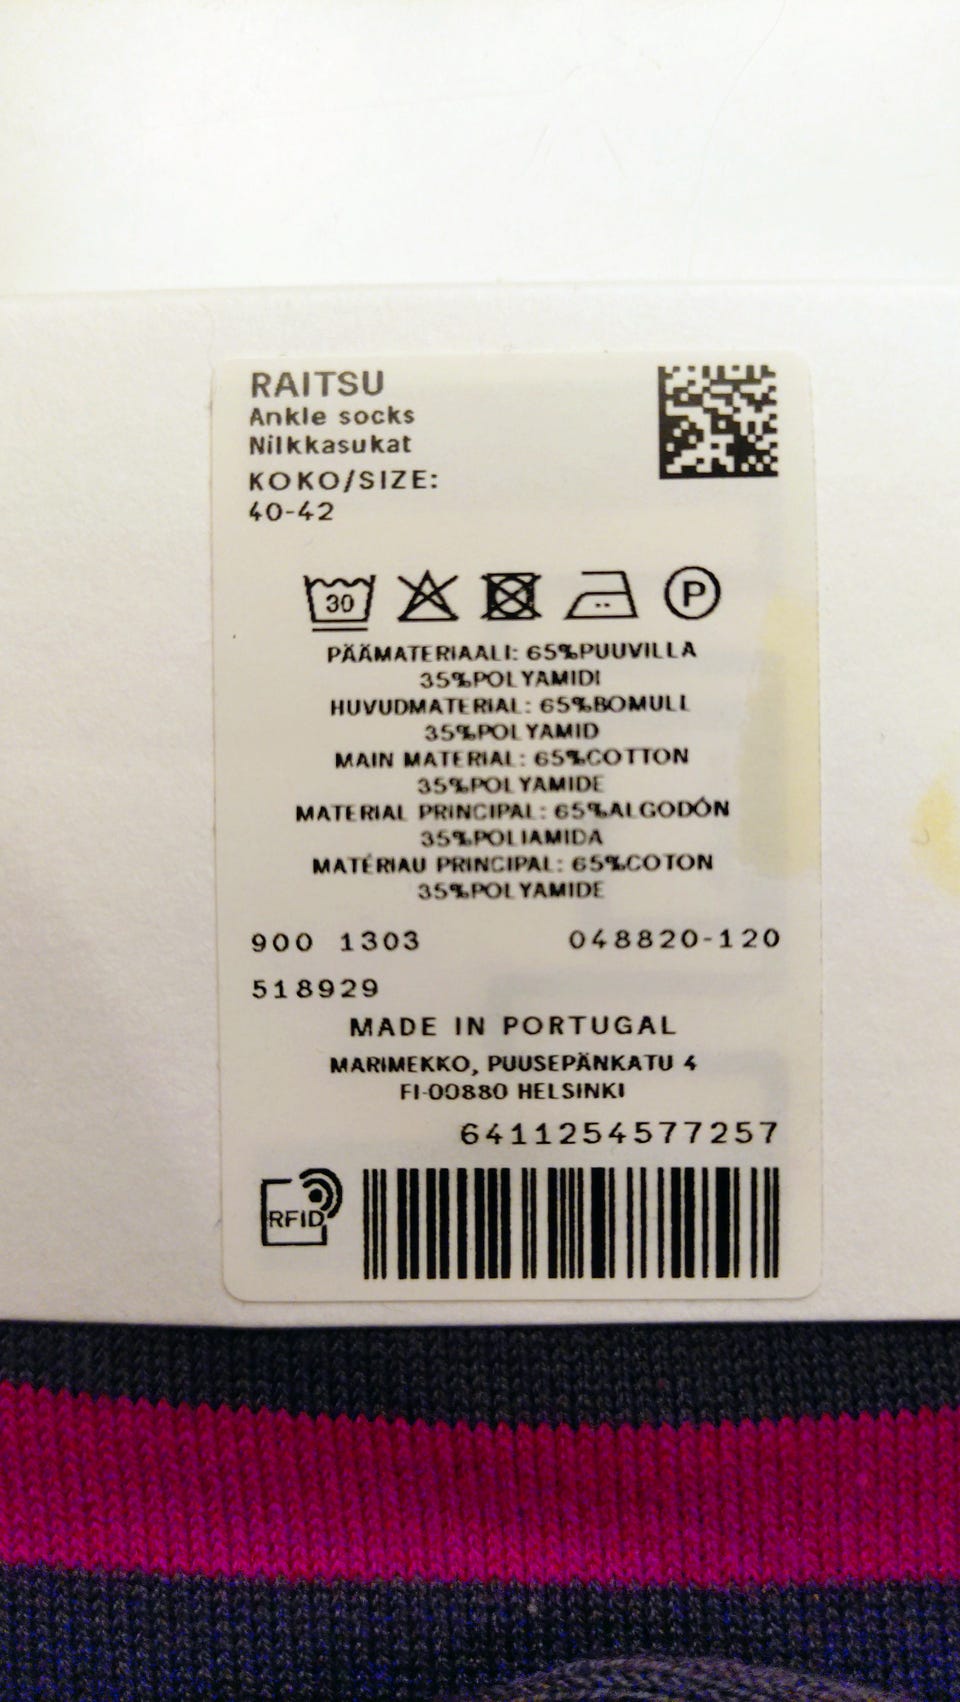 RAITSU
Ankle socks
Nilkkasukat
KOKO/SIZE:
40-42
30
P
PÄÄMATERIAALI: 65%PUUVILLA
35%POLYAMIDI
HUVUDMATERIAL: 65%BOMULL
35%POLYAMID
MAIN MATERIAL: 65%COTTON
35%POLYAMIDE
MATERIAL PRINCIPAL: 65%ALGODÓN
35%POLIAMIDA
MATÉRIAU PRINCIPAL: 65%COTON
35%POLYAMIDE
900 1303 048820-120
518929
MADE IN PORTUGAL
MARIMEKKO, PUUSEPÄNKATU 4
FI-00880 HELSINKI
6411254577257
RFID